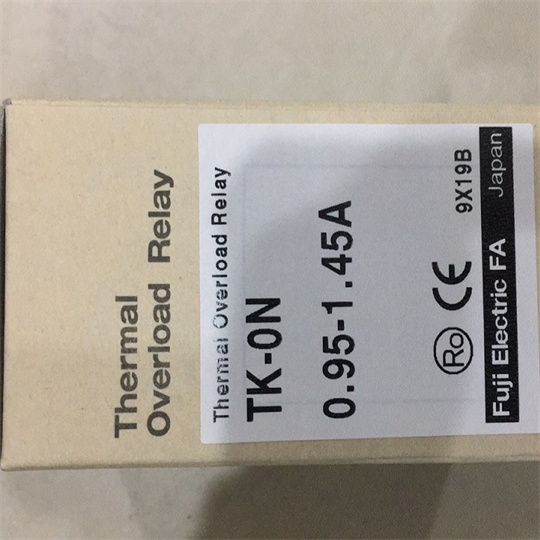 Thermal
Overload Relay
Thermal Overload Relay
TK-0N
0.95-1.45A
Ro CE
9X19B
Fuji Electric FA Japan